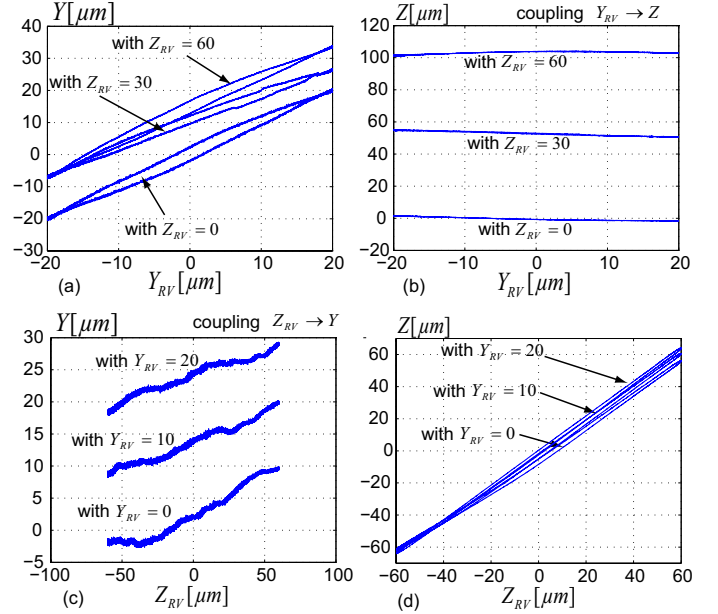 Y[μm]
40
30
20
10
0
−10
−20
30
−20
−10
0
10
20
with Z_RV = 60
with Z_RV = 30
with Z_RV = 0
(a)
Y_RV[μm]
Z[μm]
coupling Y_RV → Z
120
100
80
60
40
20
0
−20
−20
−10
0
10
20
with Z_RV = 60
with Z_RV = 30
with Z_RV = 0
(b)
Y_RV[μm]
Y[μm]
coupling Z_RV → Y
30
25
20
15
10
5
0
−5
−100
−50
0
50
100
with Y_RV = 20
with Y_RV = 10
with Y_RV = 0
(c)
Z_RV[μm]
Z[μm]
60
40
20
0
−20
−40
−60
−60
−40
−20
0
20
40
60
with Y_RV = 20
with Y_RV = 10
with Y_RV = 0
(d)
Z_RV[μm]